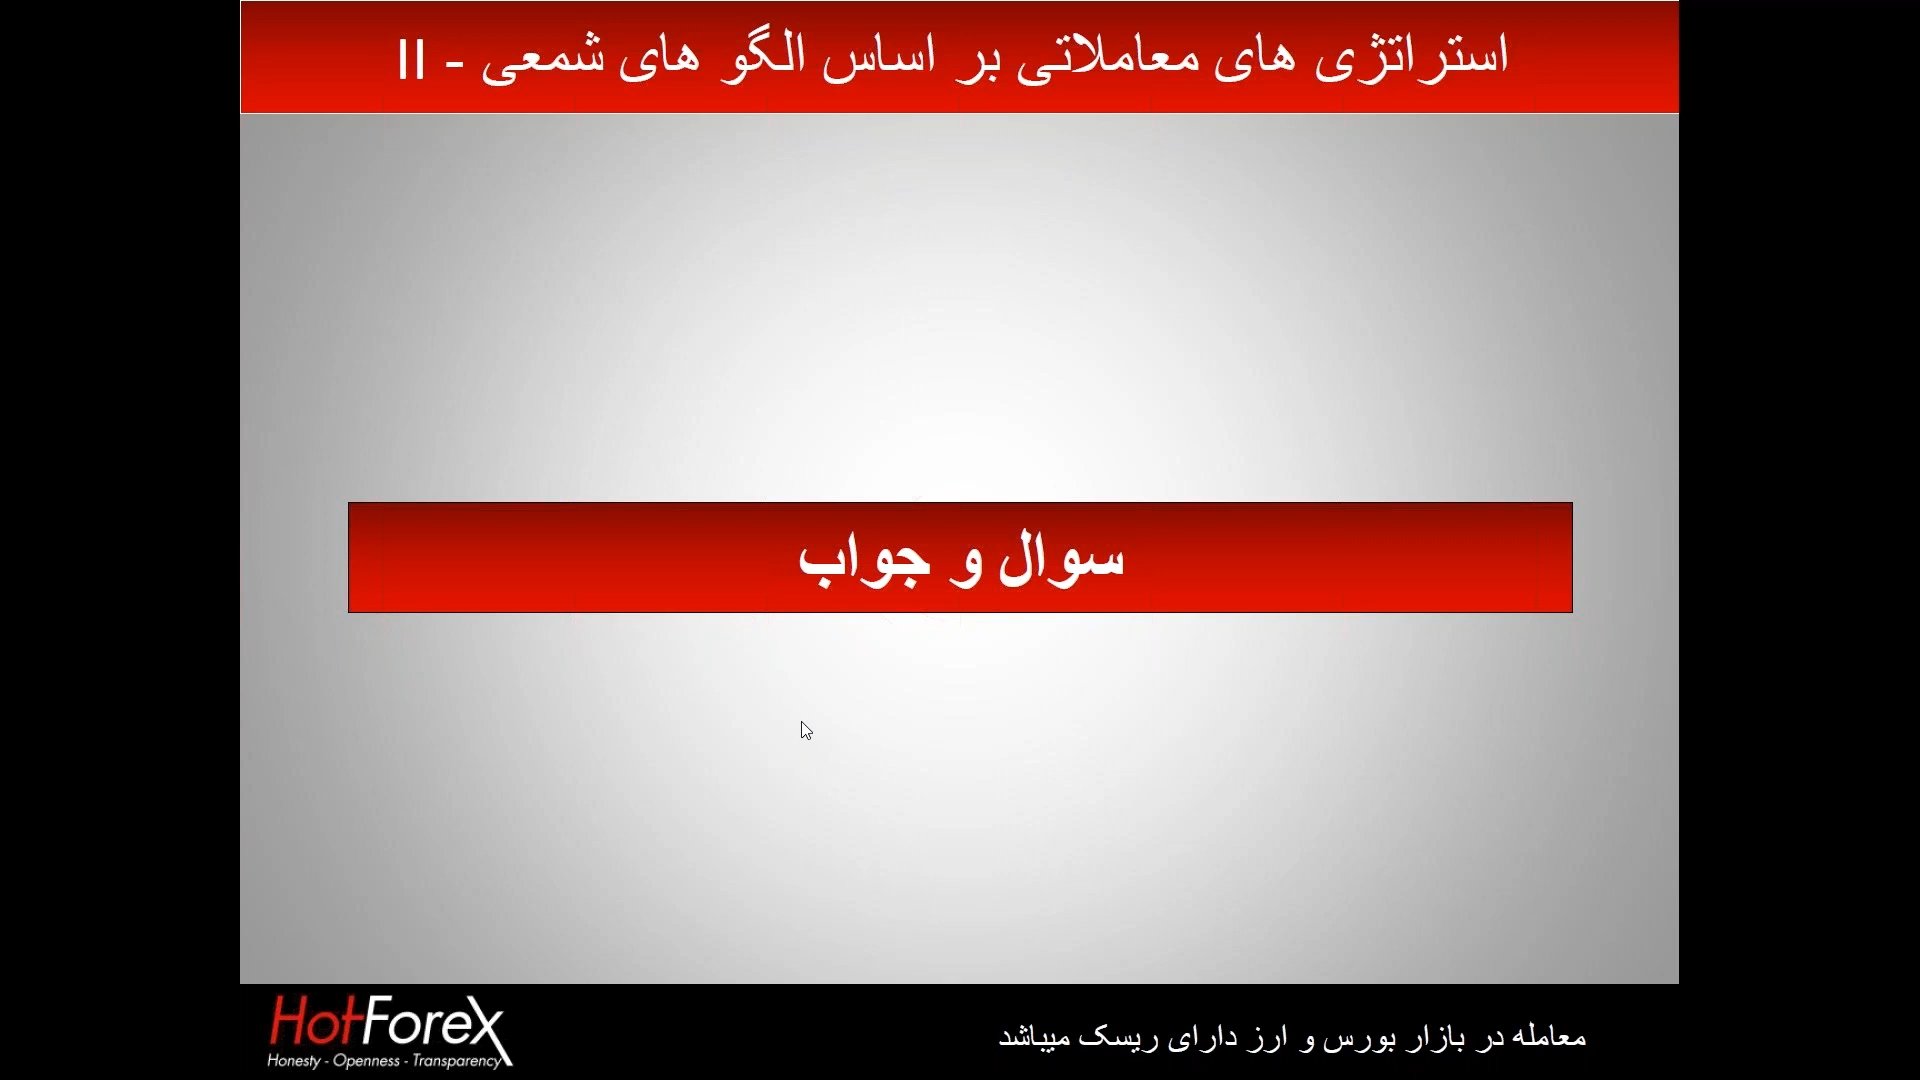 استراتژی های معاملاتی بر اساس الگو های شمعی - II
سوال و جواب
HotForex
Honesty - Openness - Transparency
معامله در بازار بورس و ارز دارای ریسک میباشد